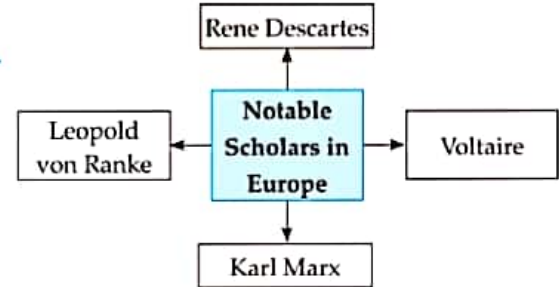 Rene Descartes
Leopold
von Ranke
Notable
Scholars in
Europe
Voltaire
Karl Marx